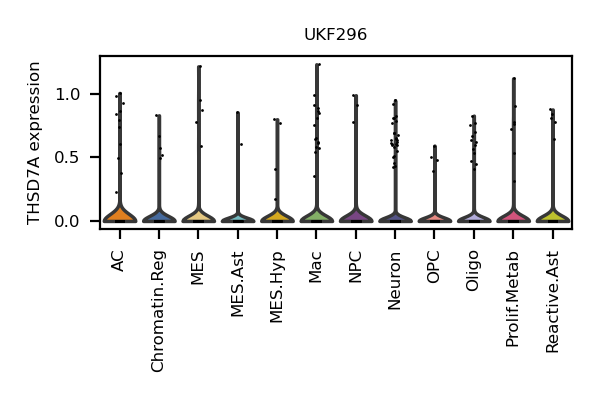 UKF296
THSD7A expression
1.0
0.5
0.0
AC
Chromatin.Reg
MES
MES.Ast
MES.Hyp
Mac
NPC
Neuron
OPC
Oligo
Prolif.Metab
Reactive.Ast